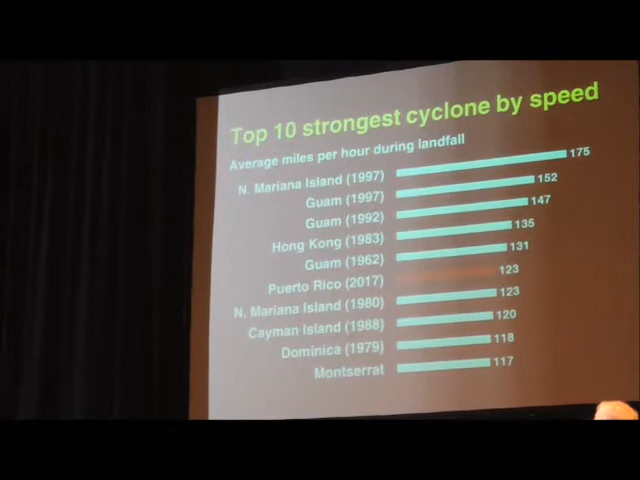 Top 10 strongest cyclone by speed
Average miles per hour during landfall
N. Mariana Island (1997) 175
Guam (1997) 152
Guam (1992) 147
Hong Kong (1983) 135
Guam (1962) 131
Puerto Rico (2017) 123
N. Mariana Island (1980) 123
Cayman Island (1988) 120
Dominica (1979) 118
Montserrat 117